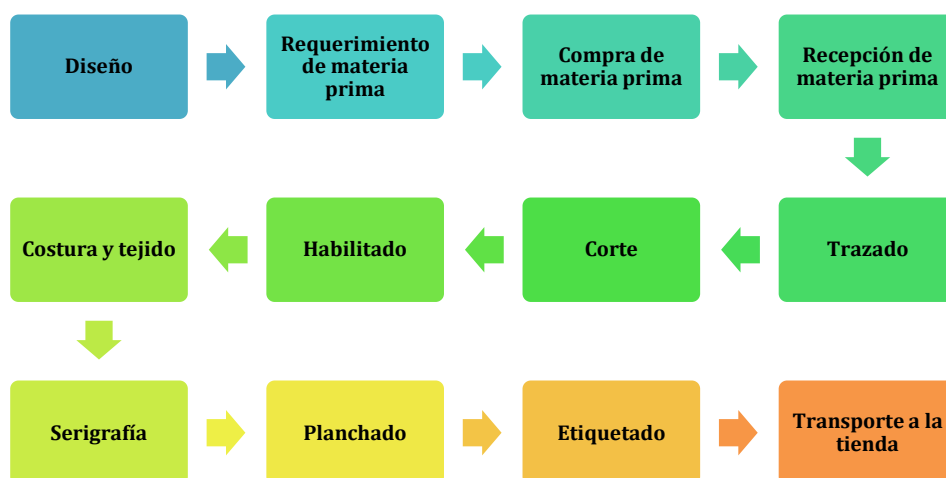 Diseño
Requerimiento
de materia
prima
Compra de
materia prima
Recepción de
materia prima
Trazado
Corte
Habilitado
Costura y tejido
Serigrafía
Planchado
Etiquetado
Transporte a la
tienda